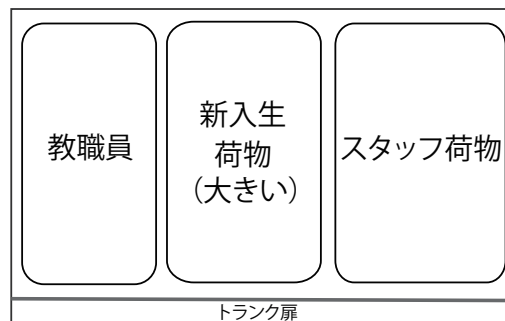 教職員
新入生
荷物
(大きい)
スタッフ荷物
トランク扉